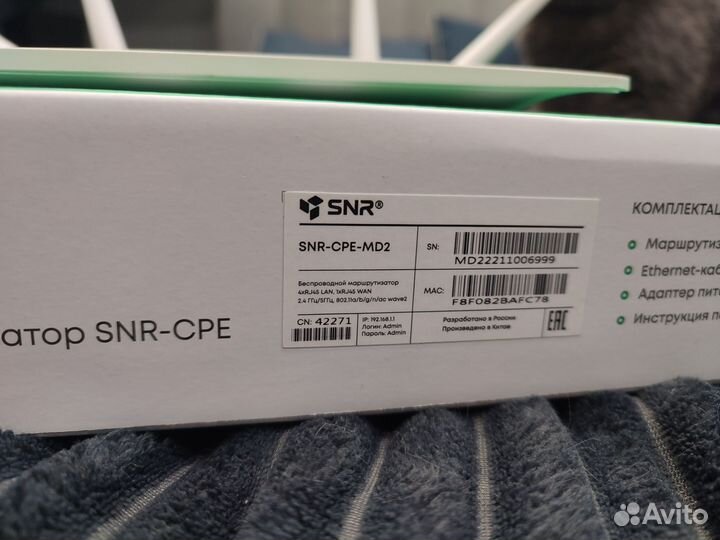 SNR®
SNR-CPE-MD2
SN:
MD22211006999
Беспроводной маршрутизатор
4xRJ45 LAN, 1xRJ45 WAN
2.4 ГГц/5ГГц, 802.11a/b/g/n/ac wave2
MAC:
F8F082BAFC78
CN: 42271
IP: 192.168.1.1
Логин: Admin
Пароль: Admin
Разработано в России
Произведено в Китае
EAC
атор SNR-CPE
КОМПЛЕКТАЦ
Маршрутиз
Ethernet-каб
Адаптер пит
Инструкция п
Avito